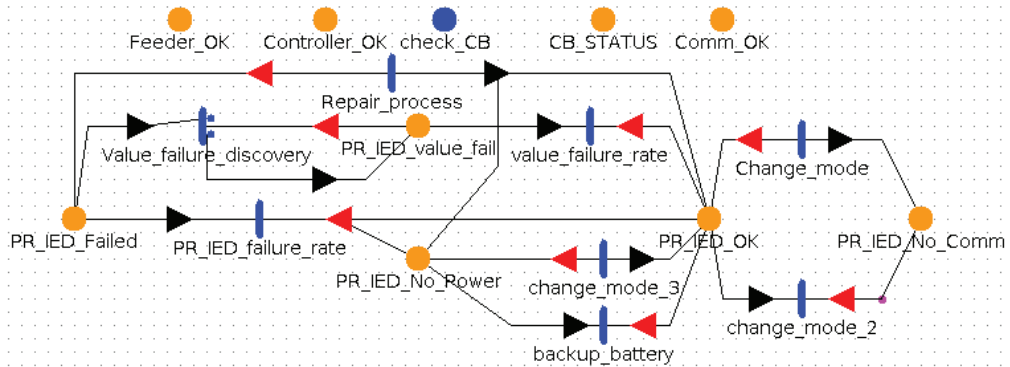 Feeder_OK
Controller_OK
check_CB
CB_STATUS
Comm_OK
Repair_process
Value_failure_discovery
PR_IED_value_fail
value_failure_rate
Change_mode
PR_IED_Failed
PR_IED_failure_rate
PR_IED_OK
PR_IED_No_Comm
PR_IED_No_Power
change_mode_3
change_mode_2
backup_battery